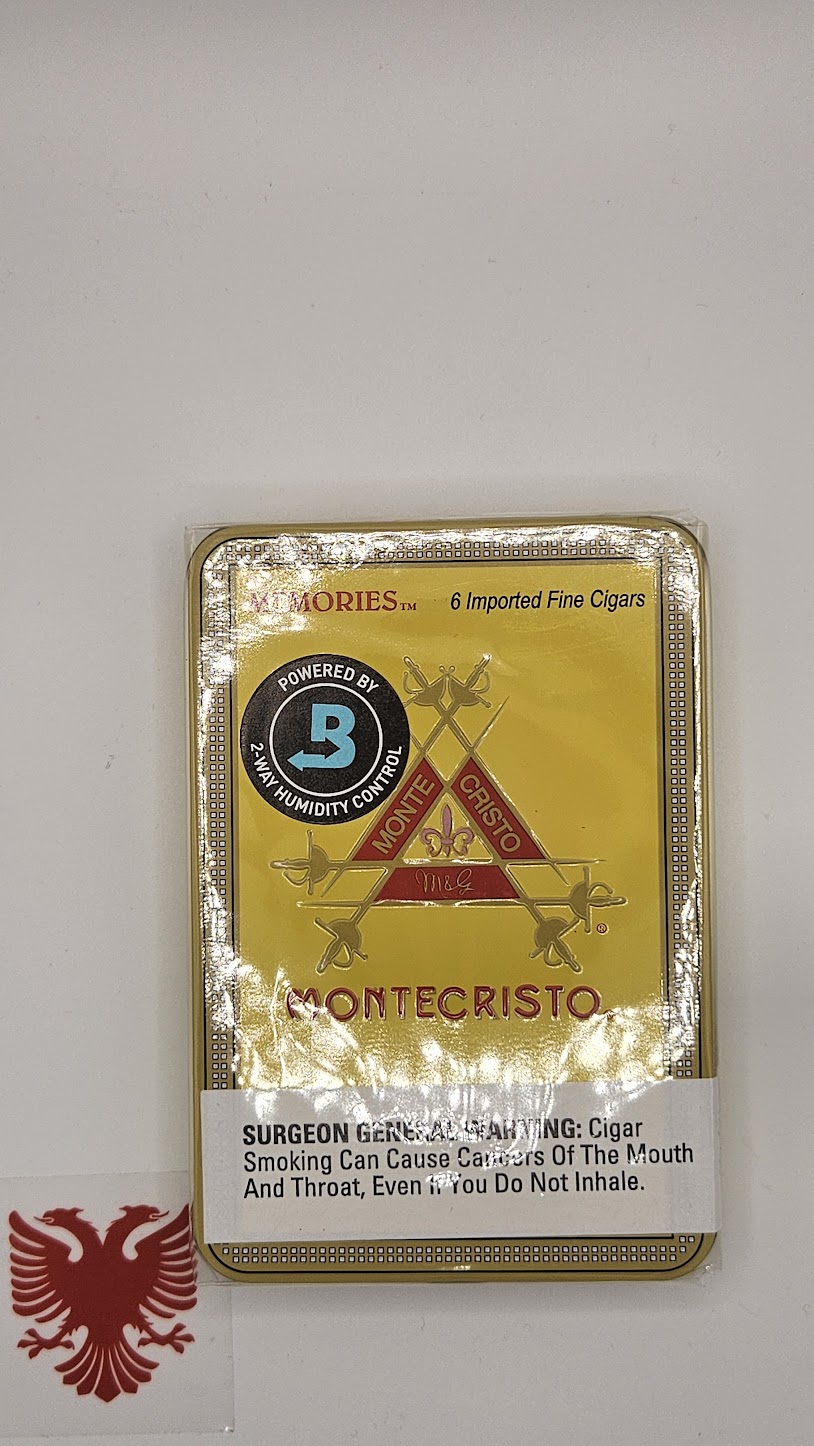 MEMORIES™ 6 Imported Fine Cigars
POWERED BY
B
2-WAY HUMIDITY CONTROL
MONTE CRISTO
M&G
®
MONTECRISTO
SURGEON GENERAL WARNING: Cigar
Smoking Can Cause Cancers Of The Mouth
And Throat, Even If You Do Not Inhale.